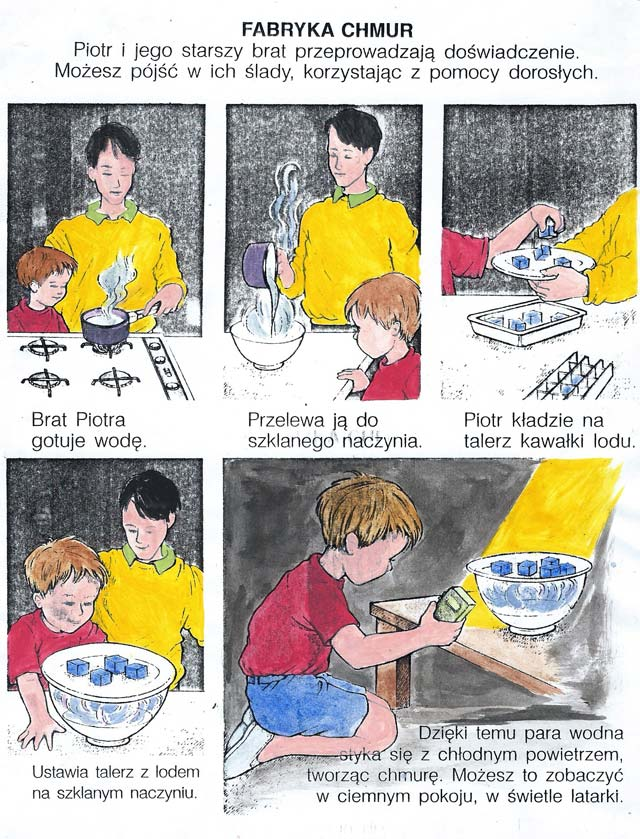 FABRYKA CHMUR
Piotr i jego starszy brat przeprowadzają doświadczenie.
Możesz pójść w ich ślady, korzystając z pomocy dorosłych.
Brat Piotra
gotuje wodę.
Przelewa ją do
szklanego naczynia.
Piotr kładzie na
talerz kawałki lodu.
Ustawia talerz z lodem
na szklanym naczyniu.
Dzięki temu para wodna
styka się z chłodnym powietrzem,
tworząc chmurę. Możesz to zobaczyć
w ciemnym pokoju, w świetle latarki.